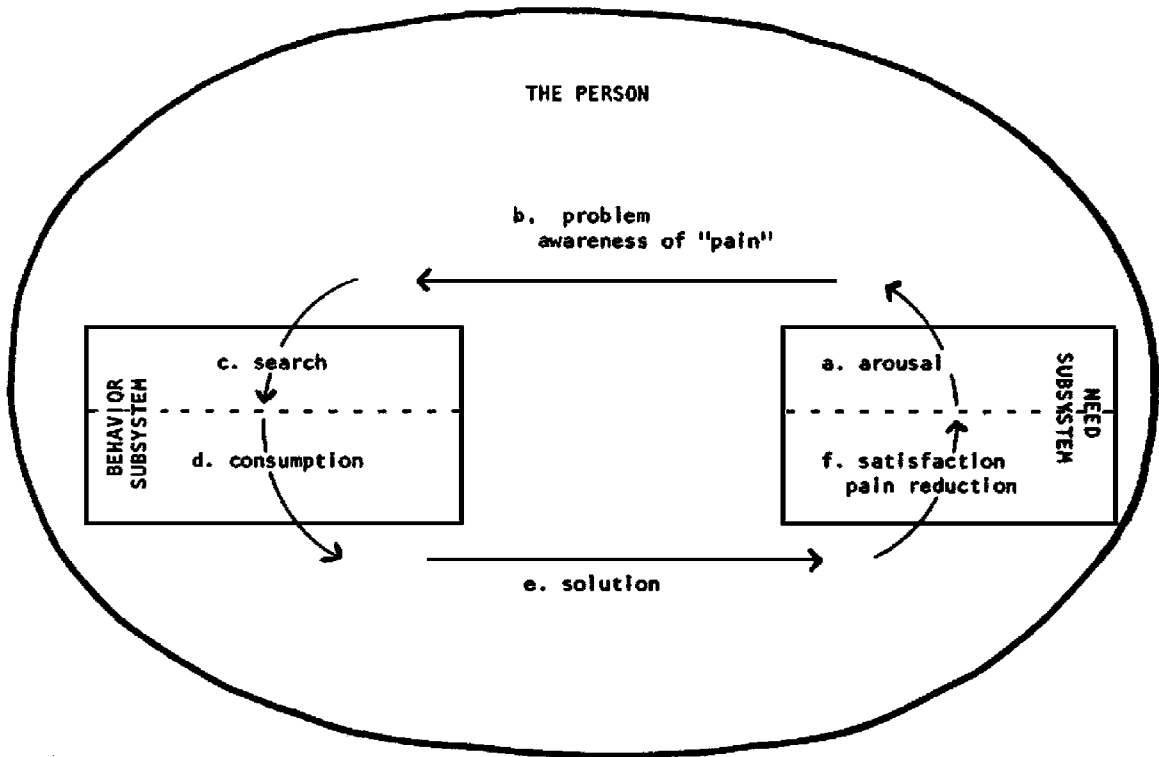 THE PERSON
b. problem
awareness of "pain"
c. search
a. arousal
BEHAVIOR
SUBSYSTEM
NEED
SUBSYSTEM
d. consumption
f. satisfaction
pain reduction
e. solution